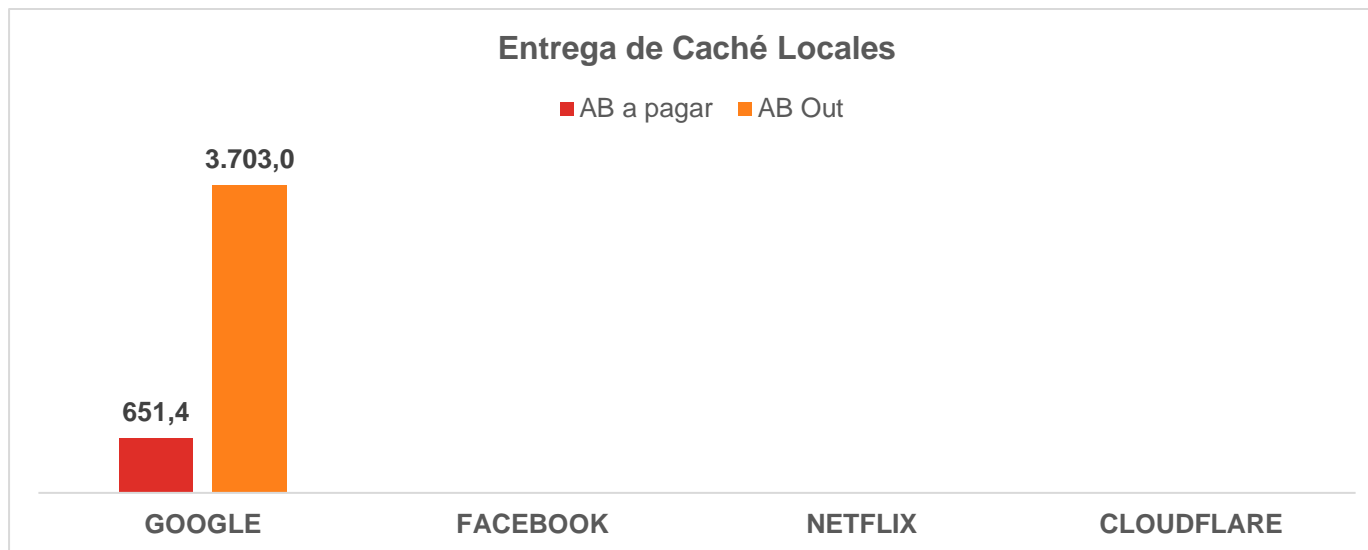 Entrega de Caché Locales
AB a pagar AB Out
3.703,0
651,4
GOOGLE FACEBOOK NETFLIX CLOUDFLARE